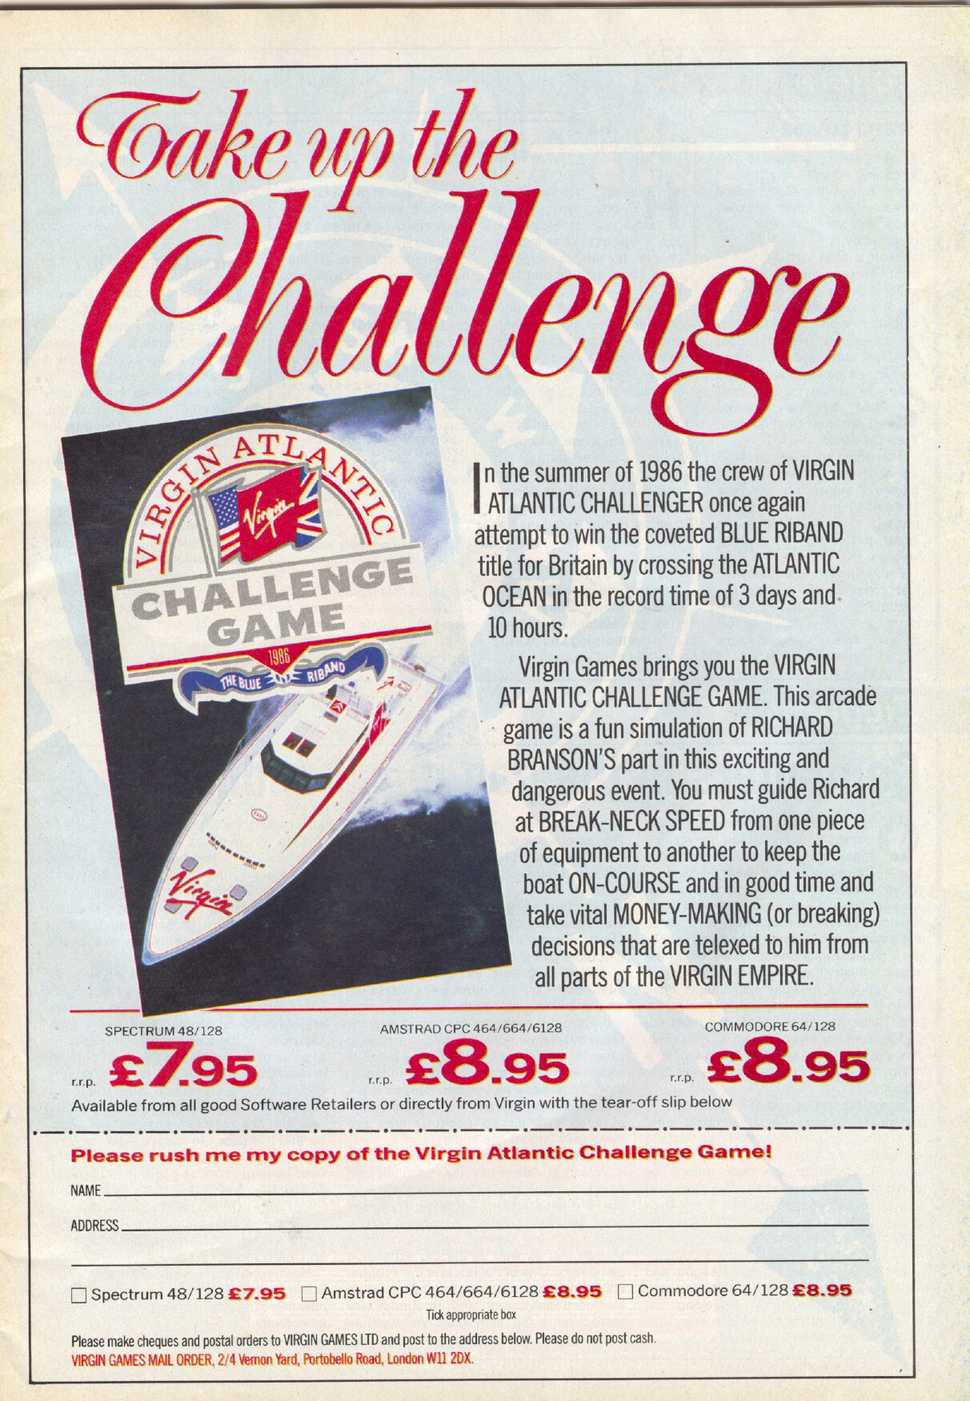 Take up the
Challenge
VIRGIN ATLANTIC
Virgin
CHALLENGE
GAME
1986
THE BLUE RIBAND
Virgin
In the summer of 1986 the crew of VIRGIN
ATLANTIC CHALLENGER once again
attempt to win the coveted BLUE RIBAND
title for Britain by crossing the ATLANTIC
OCEAN in the record time of 3 days and
10 hours.
Virgin Games brings you the VIRGIN
ATLANTIC CHALLENGE GAME. This arcade
game is a fun simulation of RICHARD
BRANSON'S part in this exciting and
dangerous event. You must guide Richard
at BREAK-NECK SPEED from one piece
of equipment to another to keep the
boat ON-COURSE and in good time and
take vital MONEY-MAKING (or breaking)
decisions that are telexed to him from
all parts of the VIRGIN EMPIRE.
SPECTRUM 48/128
r.r.p. £7.95
AMSTRAD CPC 464/664/6128
r.r.p. £8.95
COMMODORE 64/128
r.r.p. £8.95
Available from all good Software Retailers or directly from Virgin with the tear-off slip below
Please rush me my copy of the Virgin Atlantic Challenge Game!
NAME
ADDRESS
Spectrum 48/128 £7.95 Amstrad CPC 464/664/6128 £8.95 Commodore 64/128 £8.95
Tick appropriate box
Please make cheques and postal orders to VIRGIN GAMES LTD and post to the address below. Please do not post cash.
VIRGIN GAMES MAIL ORDER, 2/4 Vernon Yard, Portobello Road, London W11 2DX.